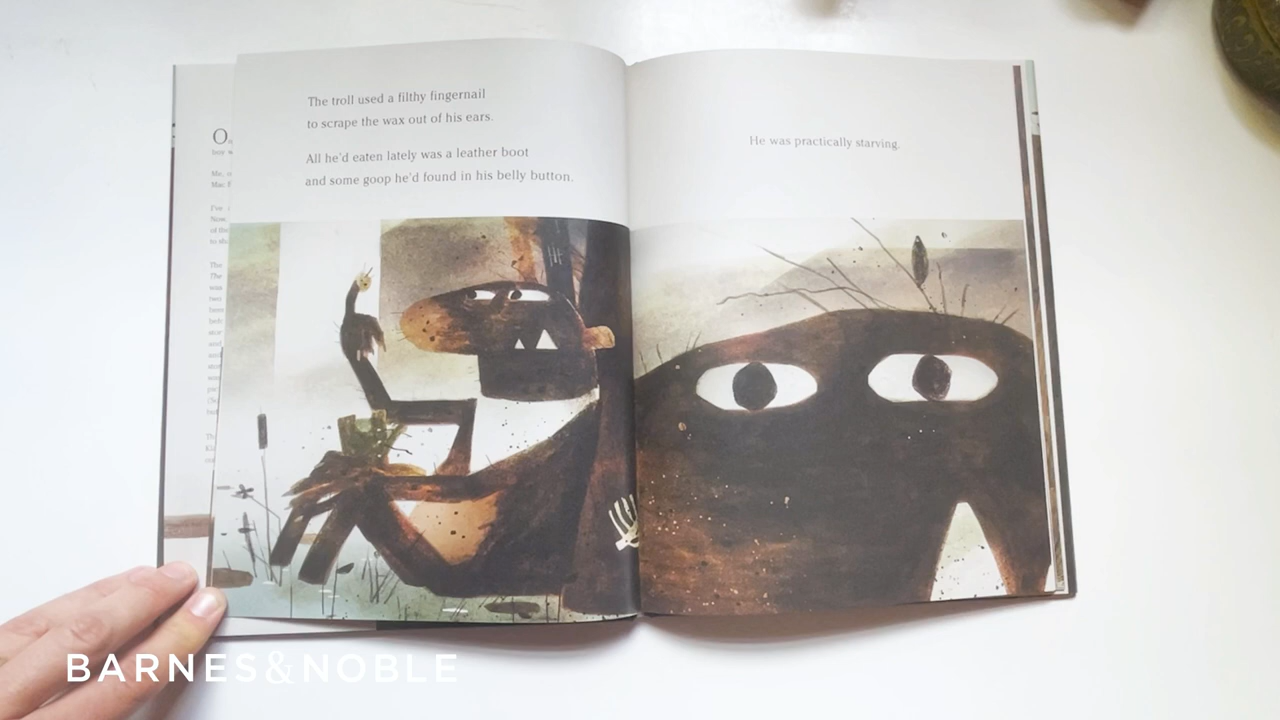 The troll used a filthy fingernail
to scrape the wax out of his ears.
All he'd eaten lately was a leather boot
and some goop he'd found in his belly button.
He was practically starving.
BARNES&NOBLE